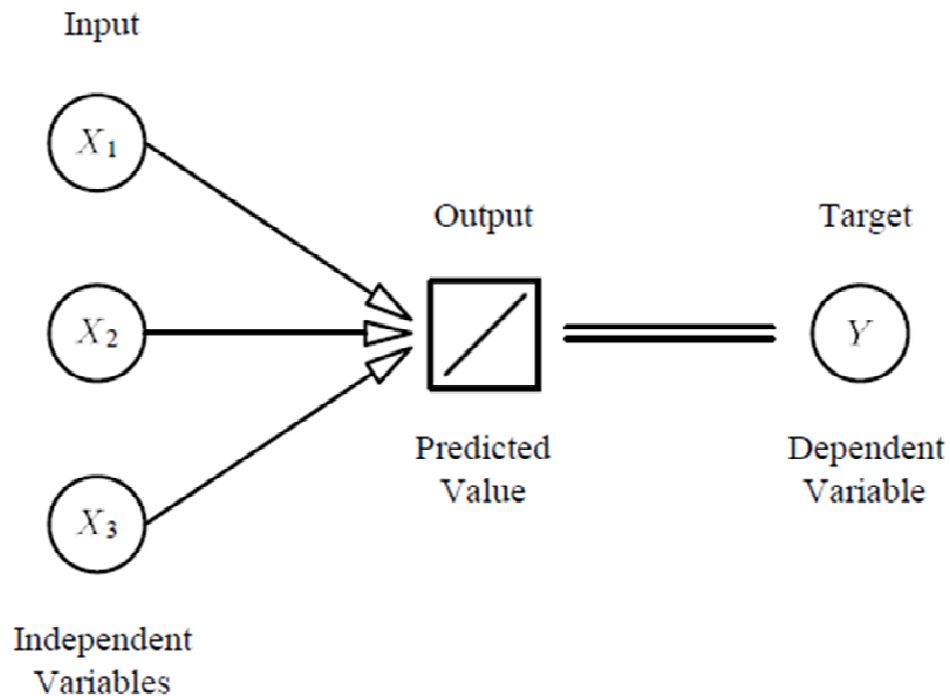 Input
X1
Output
Target
X2
Y
Predicted
Value
Dependent
Variable
X3
Independent
Variables